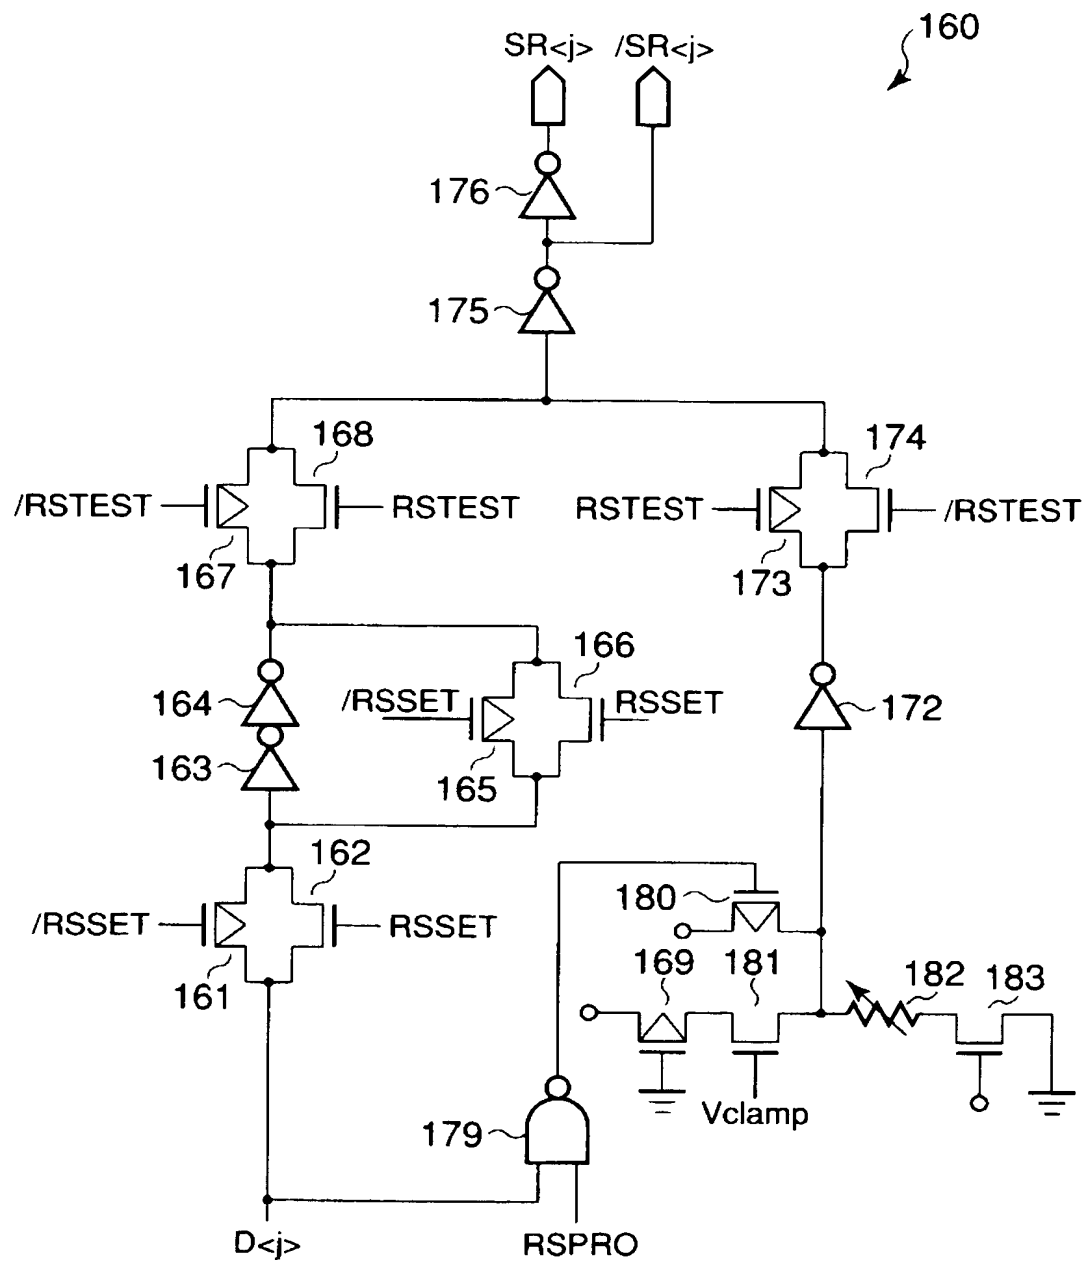 160
SR<j> /SR<j>
176
175
168
174
/RSTEST RSTEST RSTEST /RSTEST
167 173
166
164 /RSSET RSSET 172
163 165
162
180
/RSSET RSSET
169 181 182 183
161
Vclamp
179
D<j> RSPRO